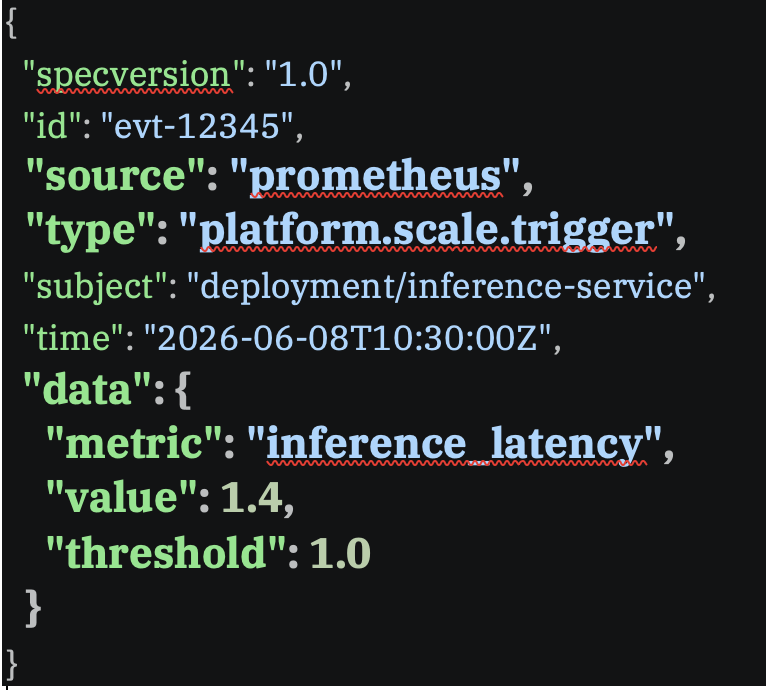 {
"specversion": "1.0",
"id": "evt-12345",
"source": "prometheus",
"type": "platform.scale.trigger",
"subject": "deployment/inference-service",
"time": "2026-06-08T10:30:00Z",
"data": {
"metric": "inference_latency",
"value": 1.4,
"threshold": 1.0
}
}